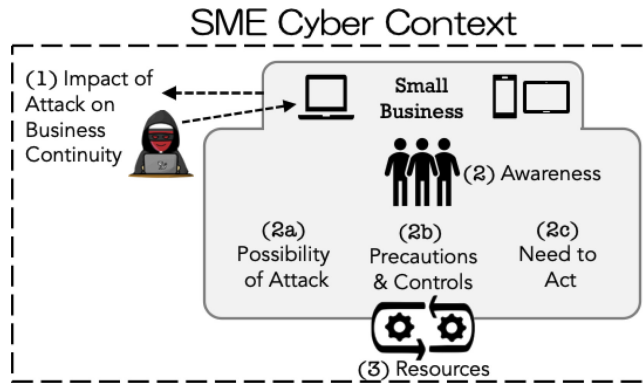 SME Cyber Context
(1) Impact of
Attack on
Business
Continuity
Small
Business
(2) Awareness
(2a)
Possibility
of Attack
(2b)
Precautions
& Controls
(2c)
Need to
Act
(3) Resources